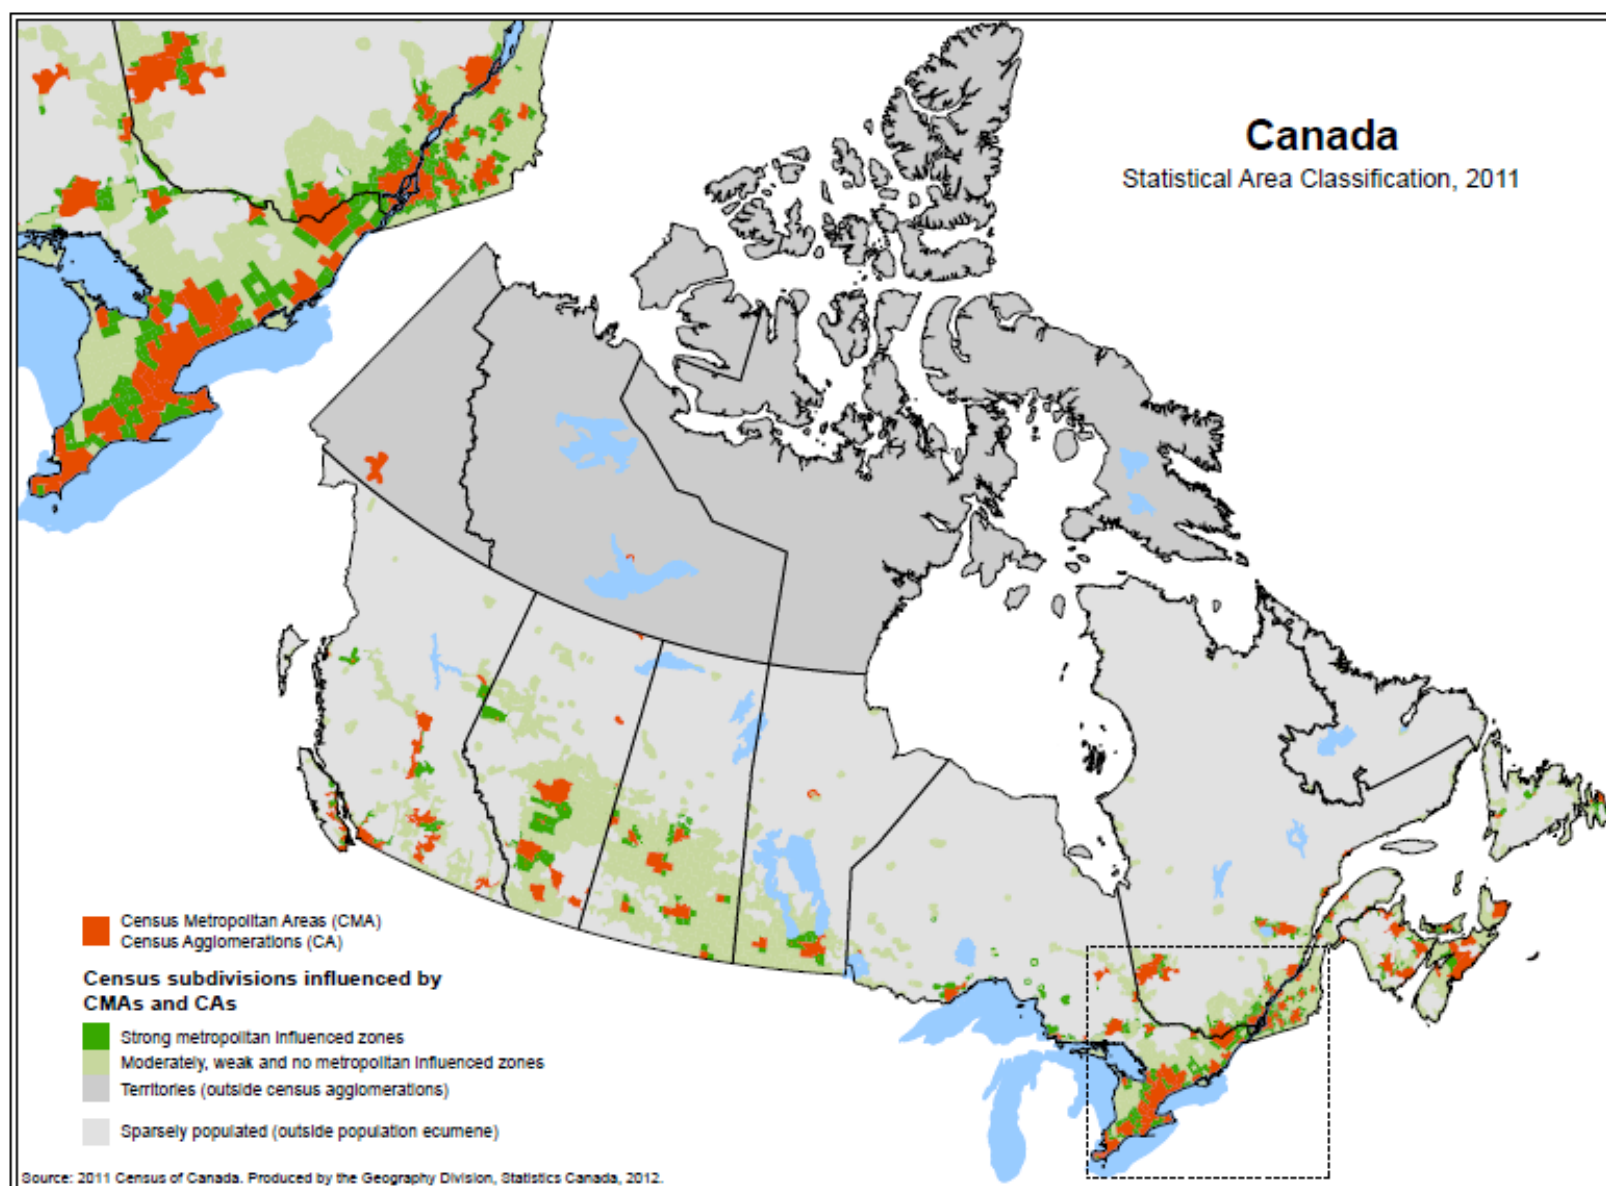 Canada
Statistical Area Classification, 2011
Census Metropolitan Areas (CMA)
Census Agglomerations (CA)
Census subdivisions influenced by
CMAs and CAs
Strong metropolitan influenced zones
Moderately, weak and no metropolitan influenced zones
Territories (outside census agglomerations)
Sparsely populated (outside population ecumene)
Source: 2011 Census of Canada. Produced by the Geography Division, Statistics Canada, 2012.